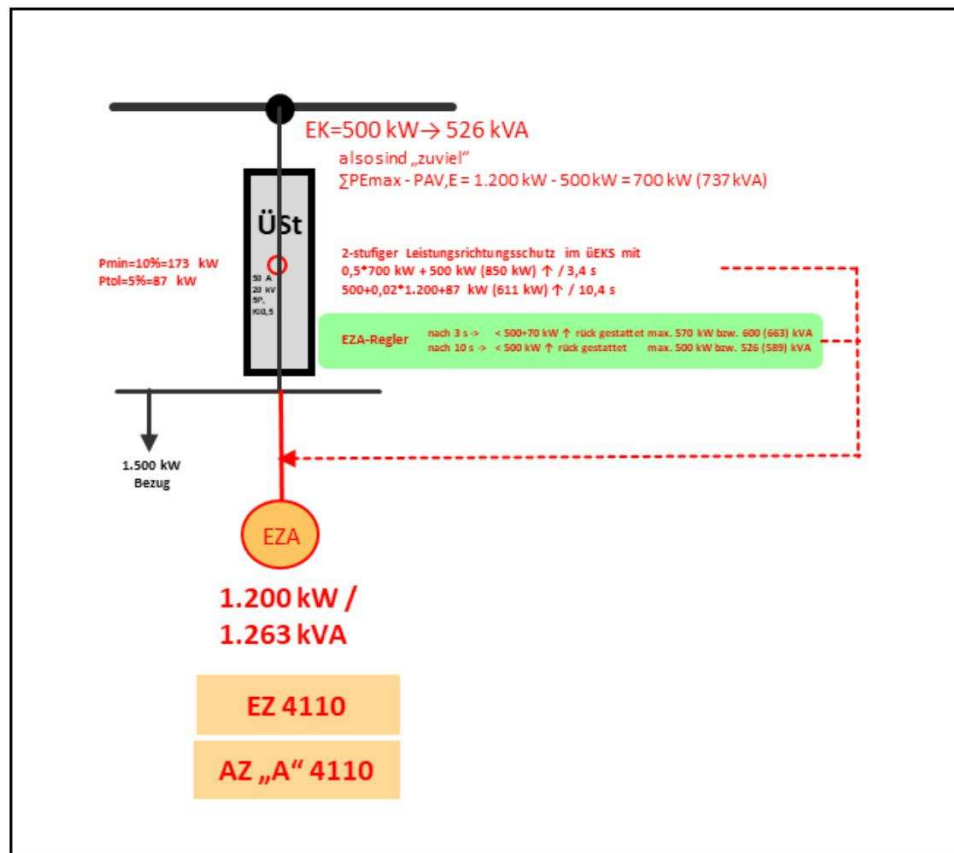 EK=500 kW→ 526 kVA
also sind „zuviel“
∑PEmax - PAV,E = 1.200 kW - 500 kW = 700 kW (737 kVA)
ÜSt
Pmin=10%=173 kW
Ptol=5%=87 kW
50 A
20 kV
5P,
Kl0,5
2-stufiger Leistungsrichtungsschutz im üEKS mit
0,5*700 kW + 500 kW (850 kW) ↑ / 3,4 s
500+0,02*1.200+87 kW (611 kW) ↑ / 10,4 s
EZA-Regler
nach 3 s -> < 500+70 kW ↑ rück gestattet max. 570 kW bzw. 600 (663) kVA
nach 10 s -> < 500 kW ↑ rück gestattet max. 500 kW bzw. 526 (589) kVA
1.500 kW
Bezug
EZA
1.200 kW /
1.263 kVA
EZ 4110
AZ „A“ 4110